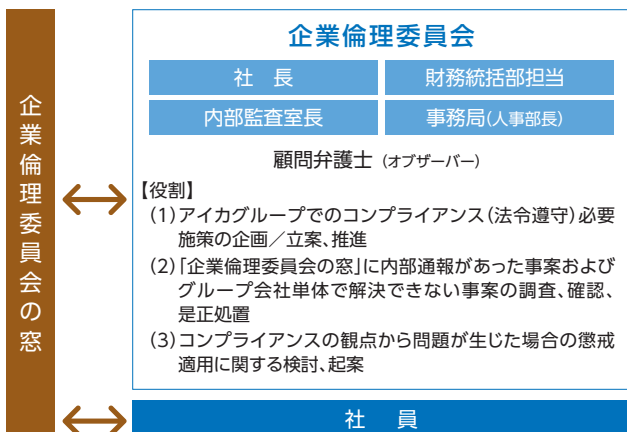 企業倫理委員会の窓
企業倫理委員会
社　長
財務統括部担当
内部監査室長
事務局(人事部長)
顧問弁護士（オブザーバー）
【役割】
(1)アイカグループでのコンプライアンス(法令遵守)必要
施策の企画／立案、推進
(2)「企業倫理委員会の窓」に内部通報があった事案および
グループ会社単体で解決できない事案の調査、確認、
是正処置
(3)コンプライアンスの観点から問題が生じた場合の懲戒
適用に関する検討、起案
社　員